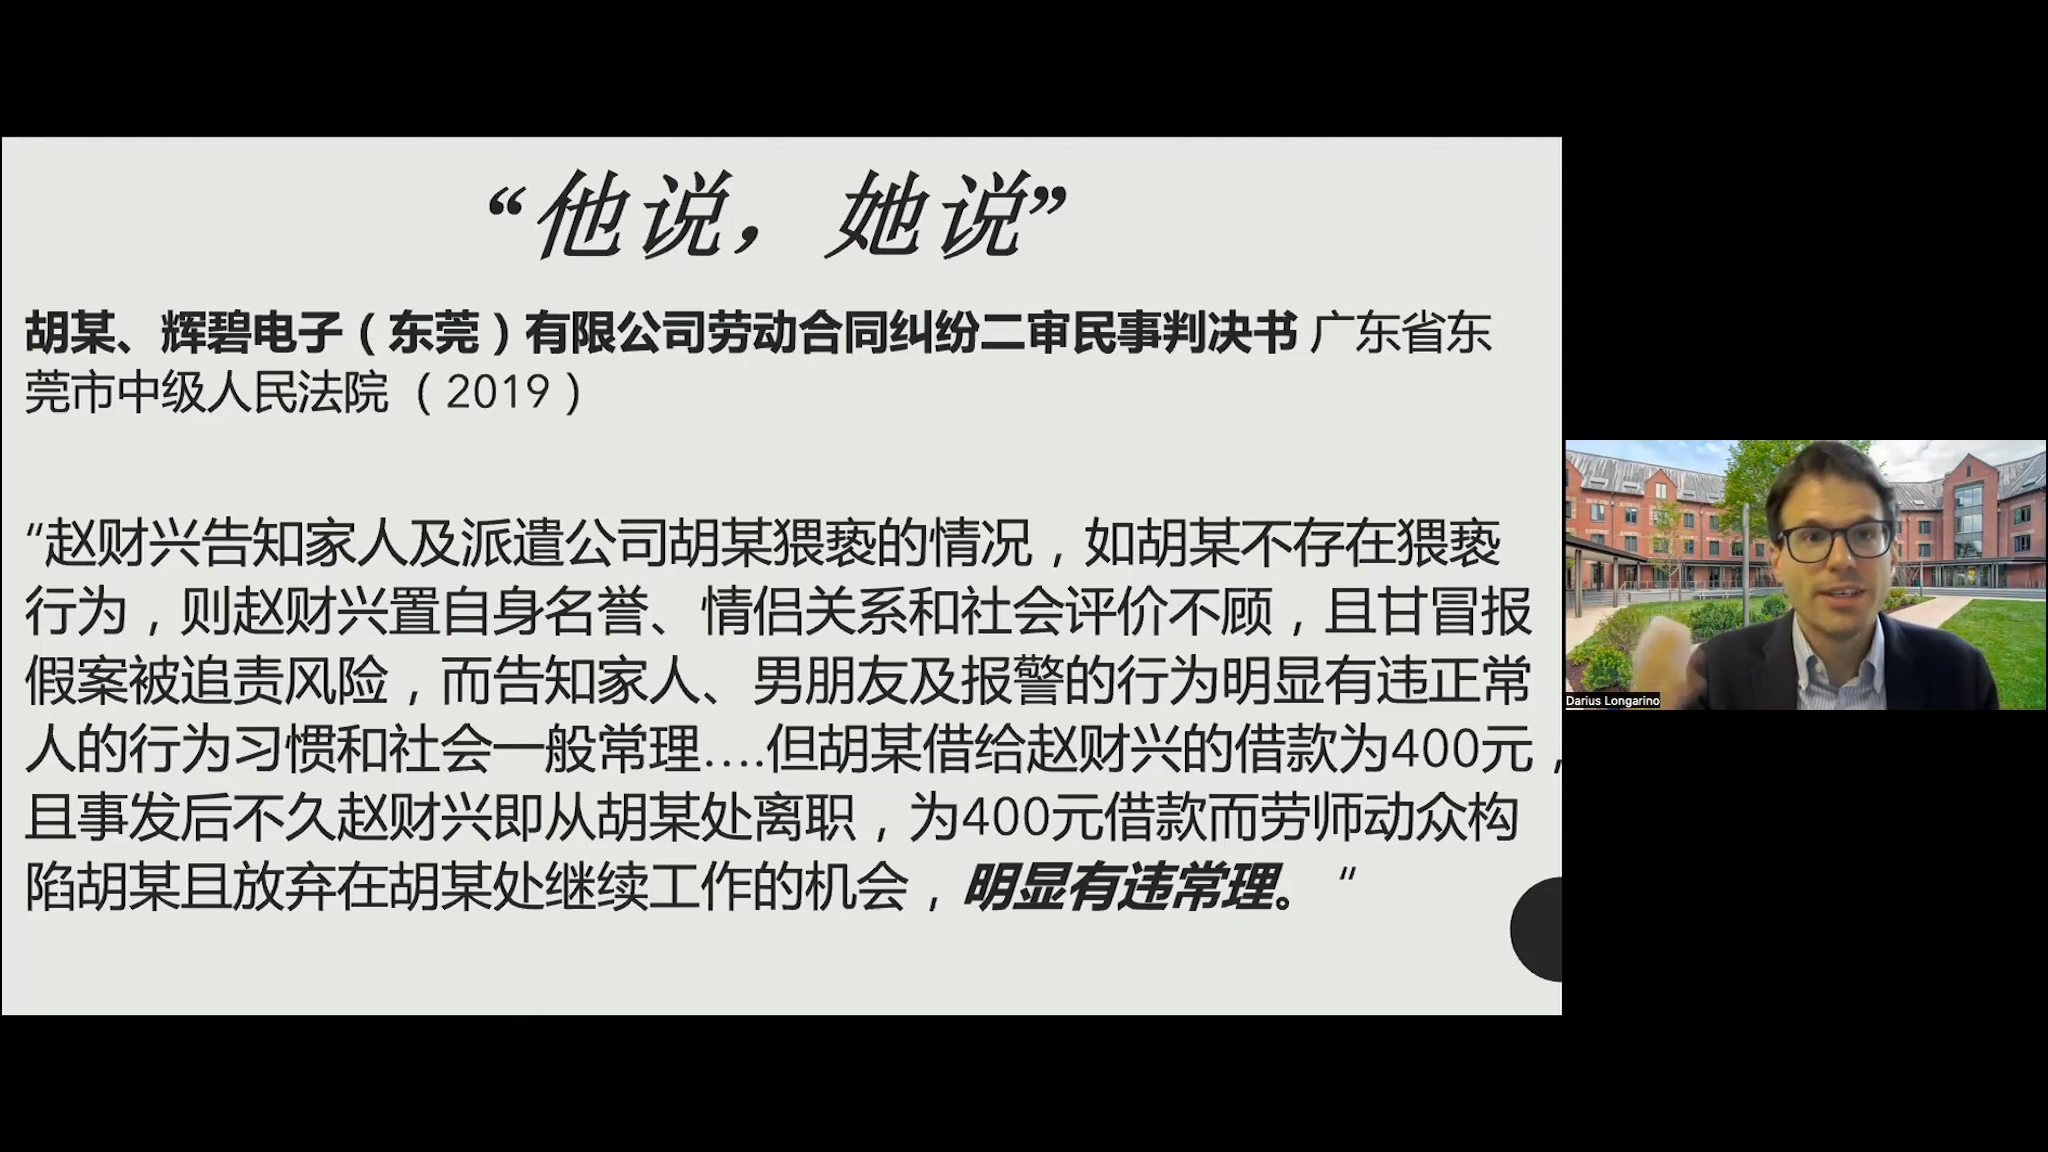 “他说，她说”
胡某、辉碧电子（东莞）有限公司劳动合同纠纷二审民事判决书 广东省东
莞市中级人民法院 （2019）
“赵财兴告知家人及派遣公司胡某猥亵的情况，如胡某不存在猥亵
行为，则赵财兴置自身名誉、情侣关系和社会评价不顾，且甘冒报
假案被追责风险，而告知家人、男朋友及报警的行为明显有违正常
人的行为习惯和社会一般常理....但胡某借给赵财兴的借款为400元，
且事发后不久赵财兴即从胡某处离职，为400元借款而劳师动众构
陷胡某且放弃在胡某处继续工作的机会，明显有违常理。“
Darius Longarino